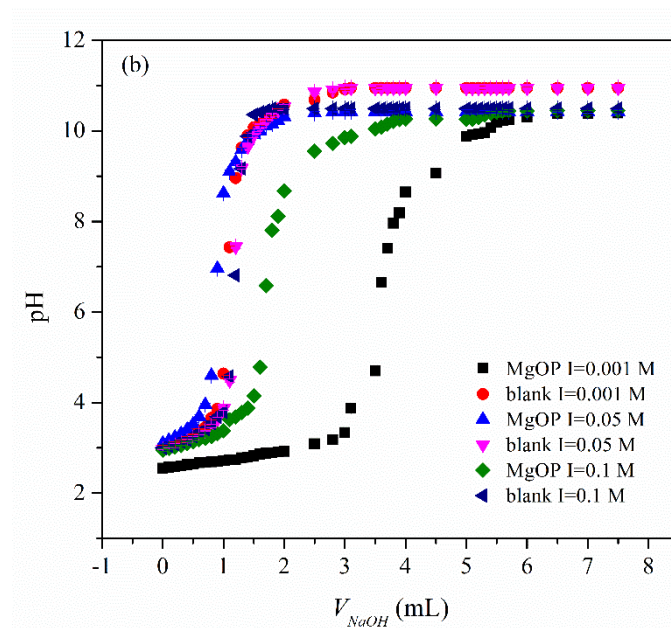 12
(b)
10
8
6
4
2
pH
MgOP I=0.001 M
blank I=0.001 M
MgOP I=0.05 M
blank I=0.05 M
MgOP I=0.1 M
blank I=0.1 M
-1 0 1 2 3 4 5 6 7 8
V_NaOH (mL)